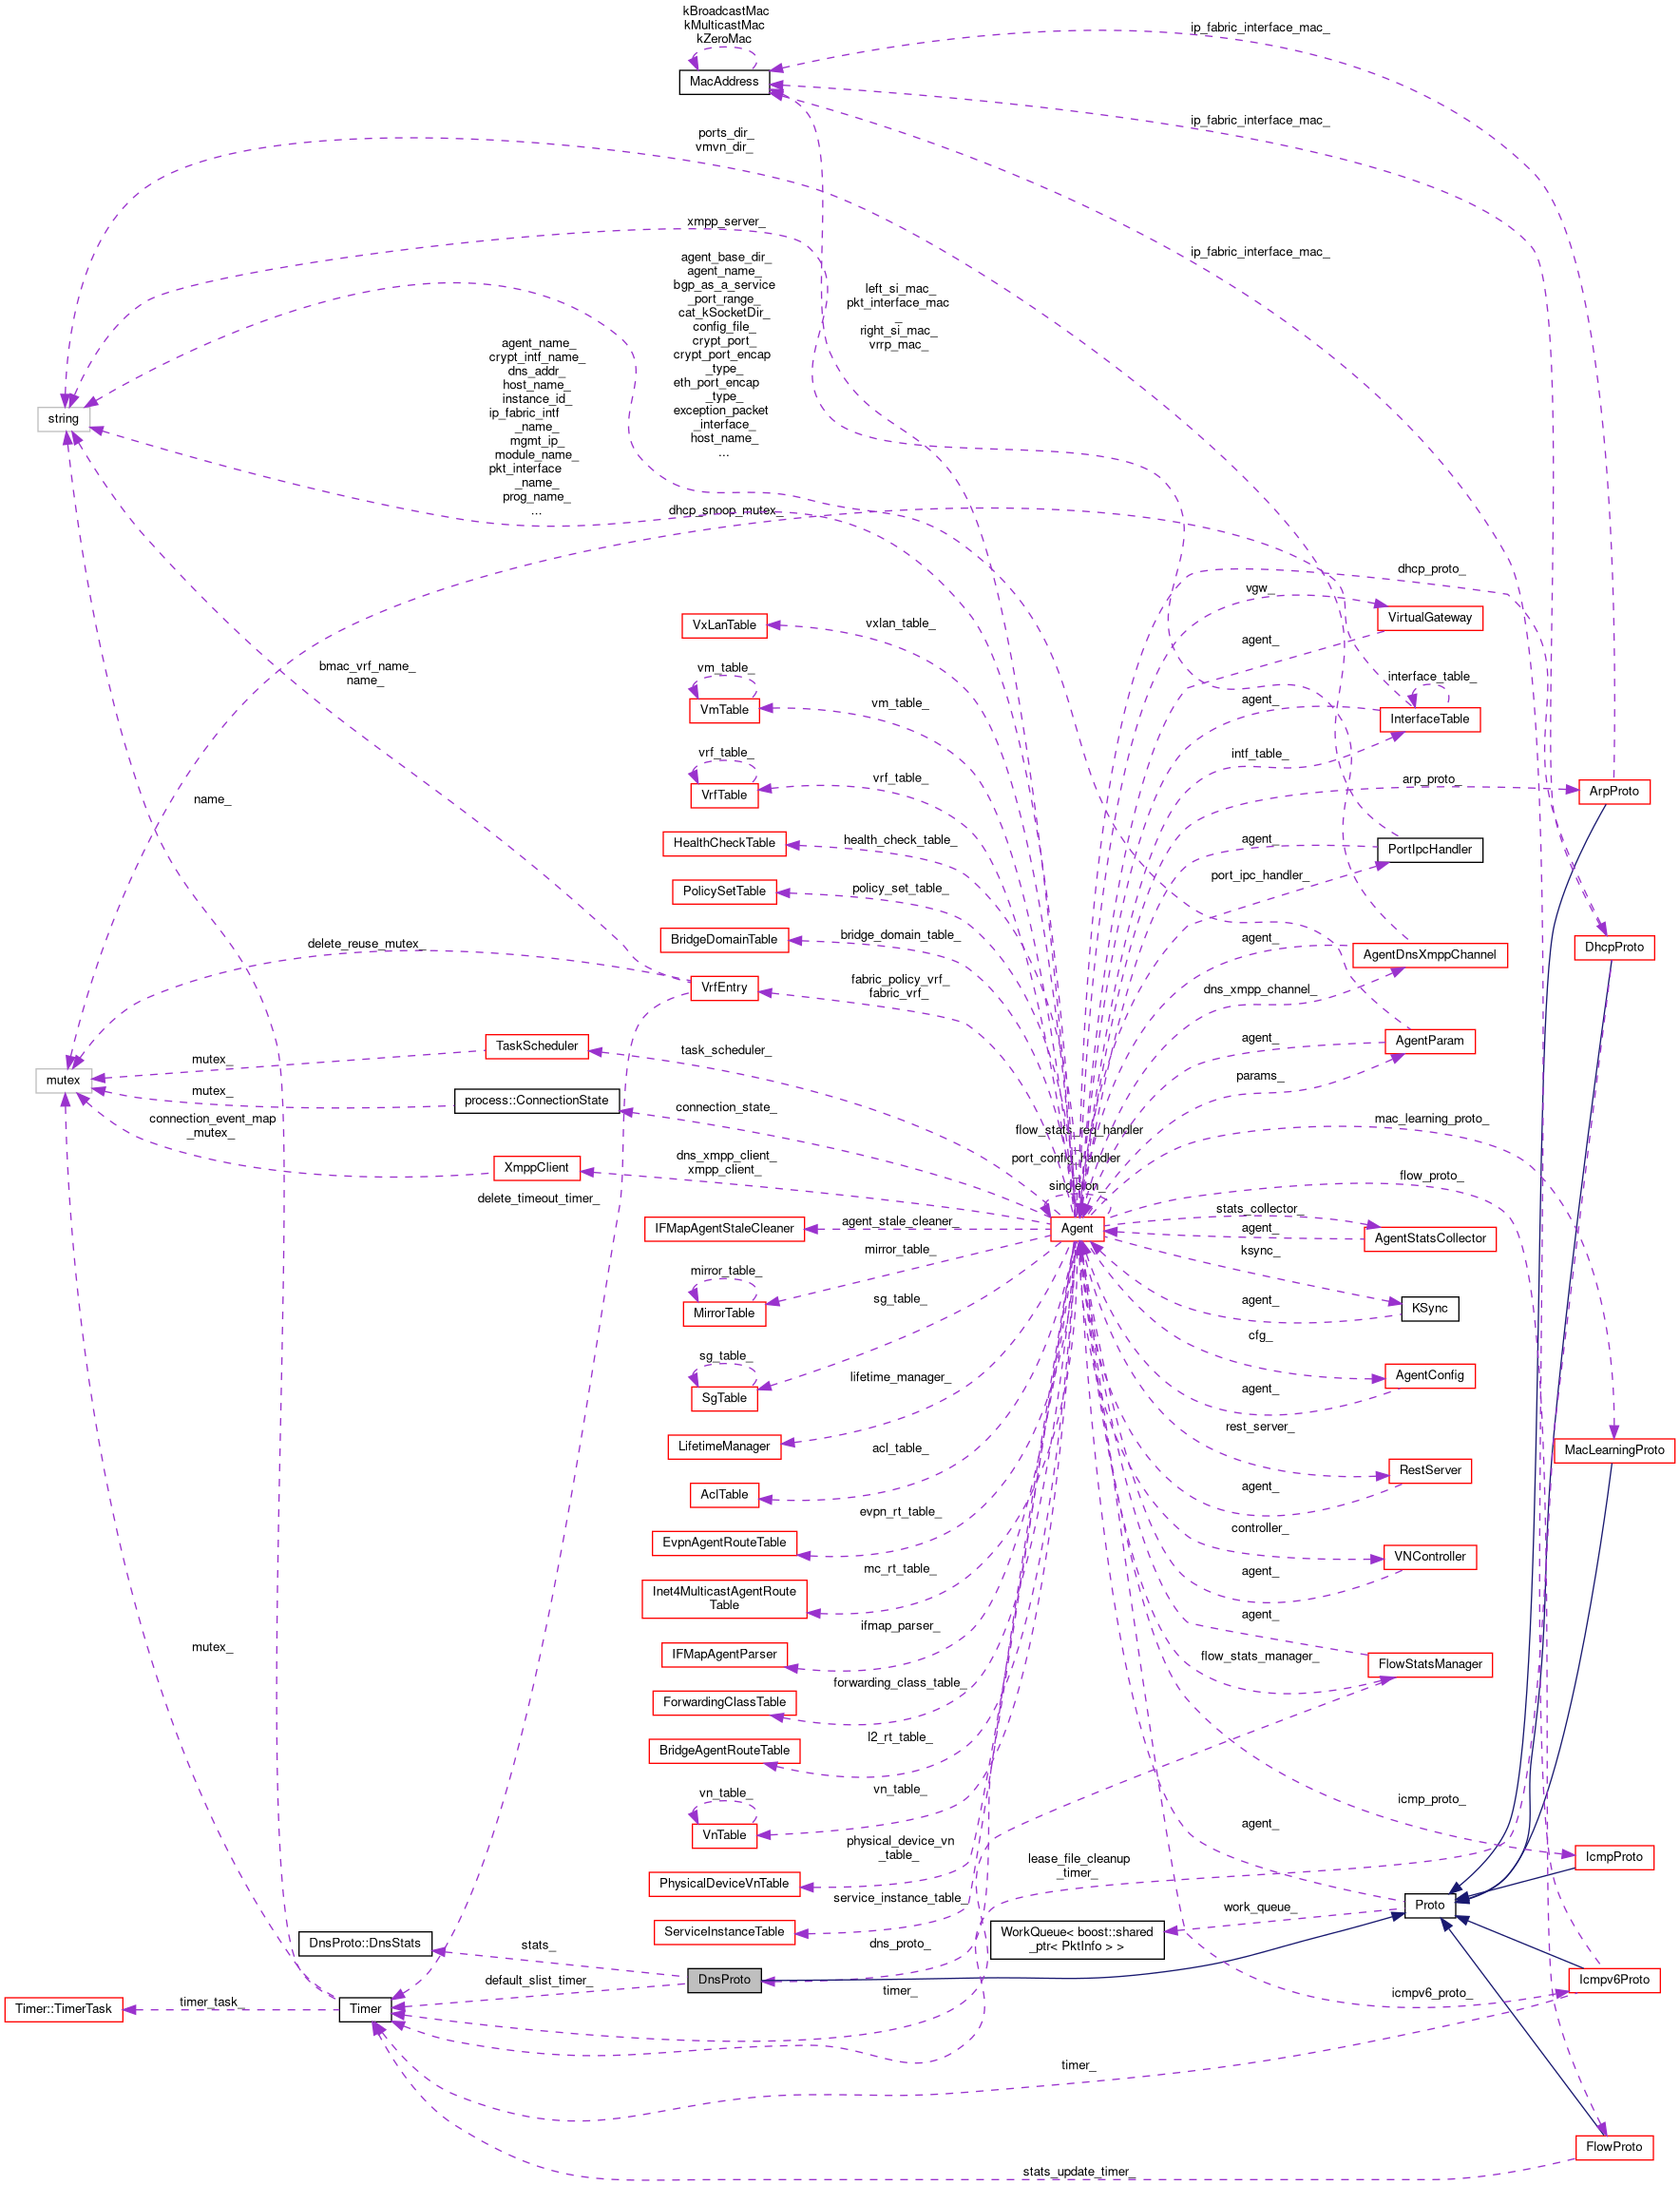 kBroadcastMac
kMulticastMac
kZeroMac
ip_fabric_interface_mac_
MacAddress
ip_fabric_interface_mac_
ports_dir_
vmvn_dir_
xmpp_server_
ip_fabric_interface_mac_
agent_base_dir_
agent_name_
bgp_as_a_service
_port_range_
cat_kSocketDir_
config_file_
crypt_port_
crypt_port_encap
_type_
eth_port_encap
_type_
exception_packet
_interface_
host_name_
...
left_si_mac_
pkt_interface_mac
_
right_si_mac_
vrrp_mac_
agent_name_
crypt_intf_name_
dns_addr_
host_name_
instance_id_
ip_fabric_intf
_name_
mgmt_ip_
module_name_
pkt_interface
_name_
prog_name_
...
string
dhcp_snoop_mutex_
dhcp_proto_
vgw_
VirtualGateway
VxLanTable
vxlan_table_
agent_
bmac_vrf_name_
name_
vm_table_
VmTable
vm_table_
interface_table_
agent_
InterfaceTable
intf_table_
vrf_table_
VrfTable
vrf_table_
arp_proto_
ArpProto
name_
HealthCheckTable
health_check_table_
agent_
PortIpcHandler
port_ipc_handler_
PolicySetTable
policy_set_table_
BridgeDomainTable
bridge_domain_table_
agent_
AgentDnsXmppChannel
DhcpProto
delete_reuse_mutex_
VrfEntry
fabric_policy_vrf_
fabric_vrf_
dns_xmpp_channel_
TaskScheduler
task_scheduler_
agent_
AgentParam
mutex_
mutex
mutex_
process::ConnectionState
params_
connection_state_
connection_event_map
_mutex_
mac_learning_proto_
flow_stats_req_handler
_
port_config_handler
_
singleton_
dns_xmpp_client_
xmpp_client_
XmppClient
delete_timeout_timer_
flow_proto_
IFMapAgentStaleCleaner
agent_stale_cleaner_
Agent
stats_collector_
agent_
AgentStatsCollector
mirror_table_
ksync_
mirror_table_
MirrorTable
sg_table_
agent_
KSync
cfg_
sg_table_
SgTable
lifetime_manager_
AgentConfig
agent_
LifetimeManager
rest_server_
MacLearningProto
acl_table_
RestServer
AclTable
agent_
evpn_rt_table_
EvpnAgentRouteTable
controller_
VNController
mc_rt_table_
agent_
Inet4MulticastAgentRoute
Table
ifmap_parser_
agent_
mutex_
IFMapAgentParser
flow_stats_manager_
FlowStatsManager
forwarding_class_table_
ForwardingClassTable
l2_rt_table_
BridgeAgentRouteTable
vn_table_
vn_table_
VnTable
icmp_proto_
agent_
physical_device_vn
_table_
PhysicalDeviceVnTable
lease_file_cleanup
_timer_
IcmpProto
service_instance_table_
ServiceInstanceTable
work_queue_
Proto
DnsProto::DnsStats
stats_
dns_proto_
WorkQueue< boost::shared
_ptr< PktInfo > >
DnsProto
default_slist_timer_
timer_
icmpv6_proto_
Icmpv6Proto
Timer::TimerTask
timer_task_
Timer
timer_
FlowProto
stats_update_timer_